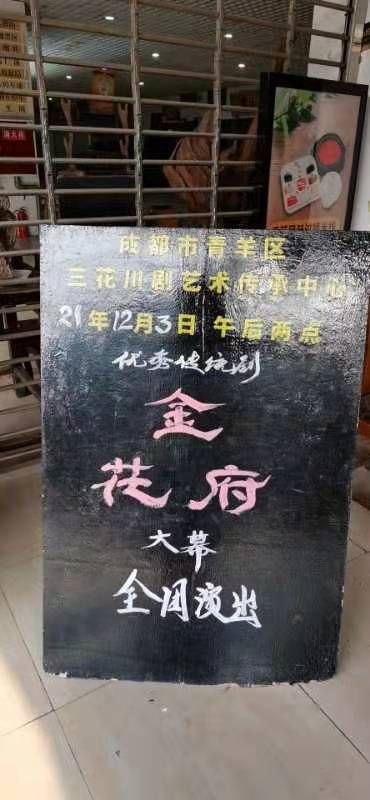 成都市青羊区
三花川剧艺术传承中心
21年12月3日 午后两点
优秀传统剧
金
花府
大幕
全团演出